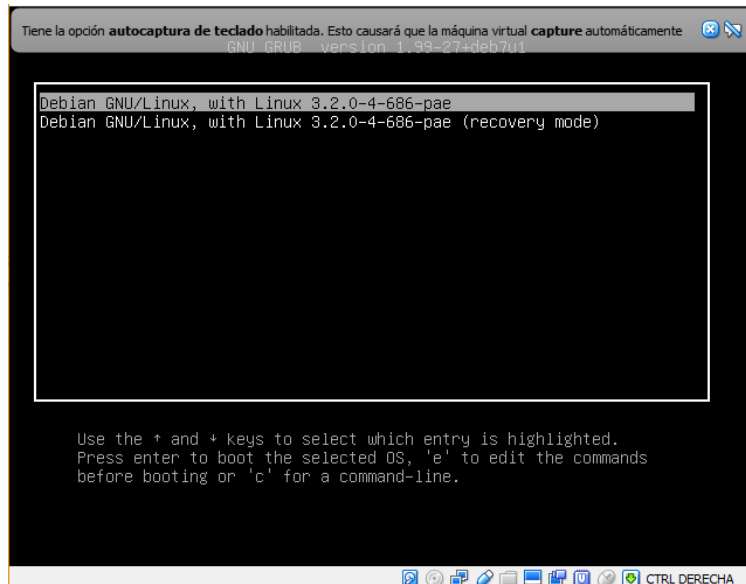 Tiene la opción autocaptura de teclado habilitada. Esto causará que la máquina virtual capture automáticamente
GNU GRUB  version 1.99-27+deb7u1
Debian GNU/Linux, with Linux 3.2.0-4-686-pae
Debian GNU/Linux, with Linux 3.2.0-4-686-pae (recovery mode)
Use the ↑ and ↓ keys to select which entry is highlighted.
Press enter to boot the selected OS, 'e' to edit the commands
before booting or 'c' for a command-line.
CTRL DERECHA